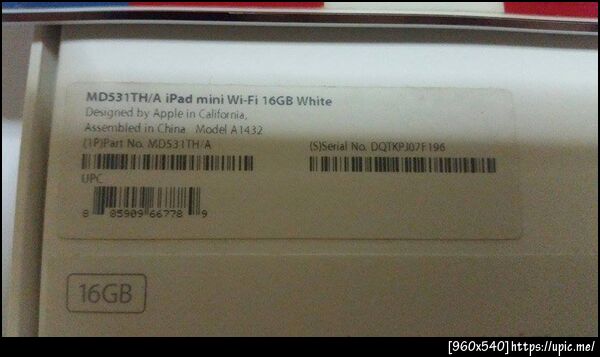 MD531TH/A iPad mini Wi-Fi 16GB White
Designed by Apple in California,
Assembled in China Model A1432
(1P)Part No. MD531TH/A
(S)Serial No. DQTKPJ07F196
UPC
8 05909 66778 9
16GB
[960x540]https://upic.me/